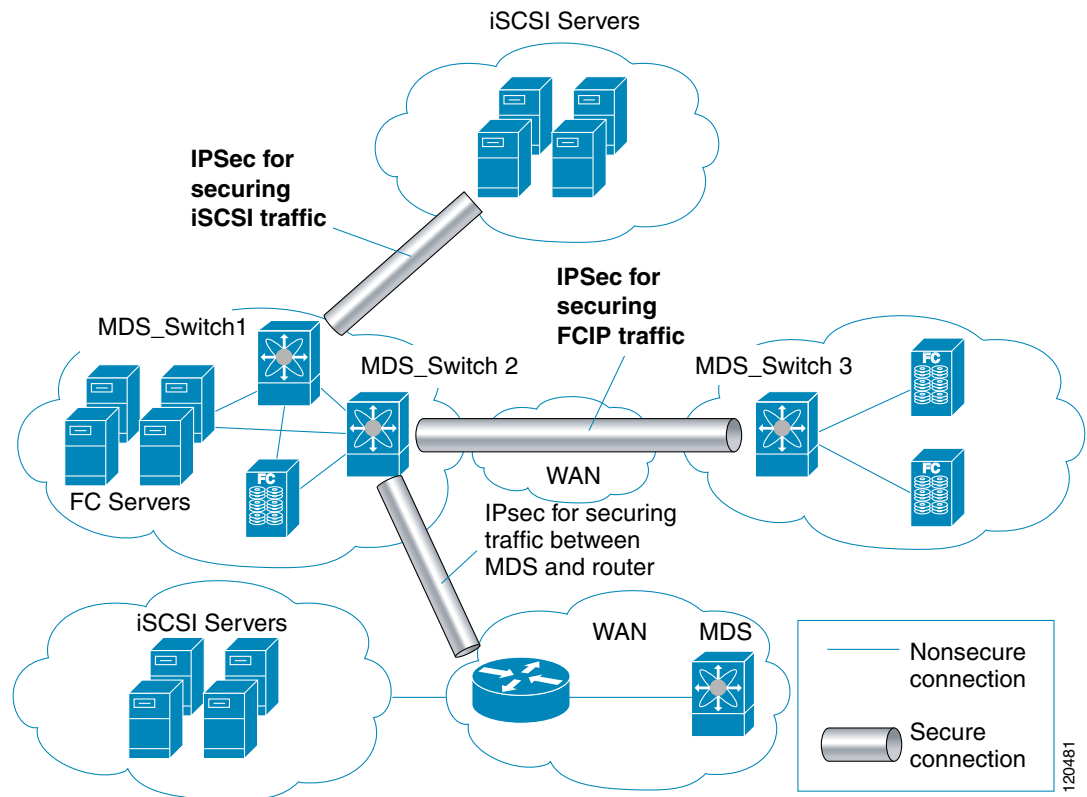 iSCSI Servers
IPSec for
securing
iSCSI traffic
IPSec for
securing
FCIP traffic
MDS_Switch1
MDS_Switch 2
MDS_Switch 3
FC
FC
FC
FC Servers
WAN
IPsec for securing
traffic between
MDS and router
iSCSI Servers
WAN
MDS
Nonsecure
connection
Secure
connection
120481